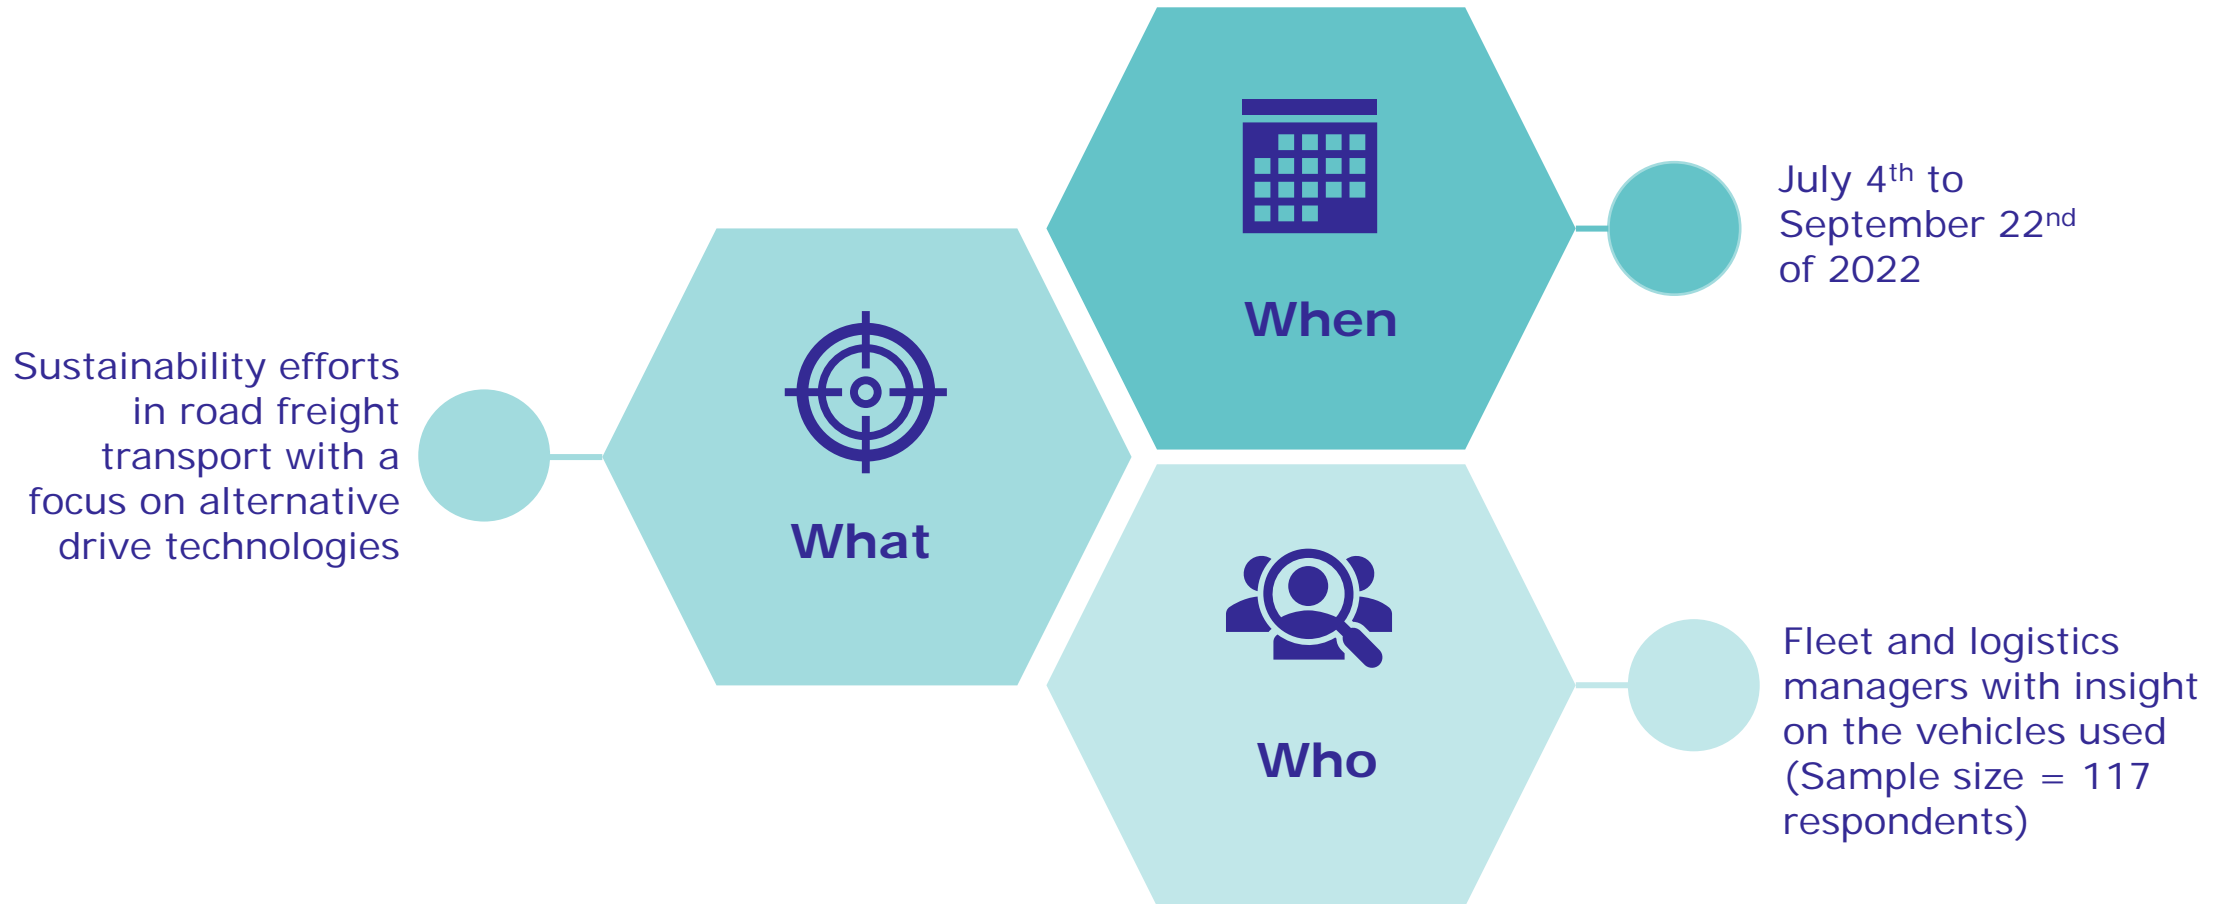 Sustainability efforts
in road freight
transport with a
focus on alternative
drive technologies
What
When
July 4th to
September 22nd
of 2022
Who
Fleet and logistics
managers with insight
on the vehicles used
(Sample size = 117
respondents)